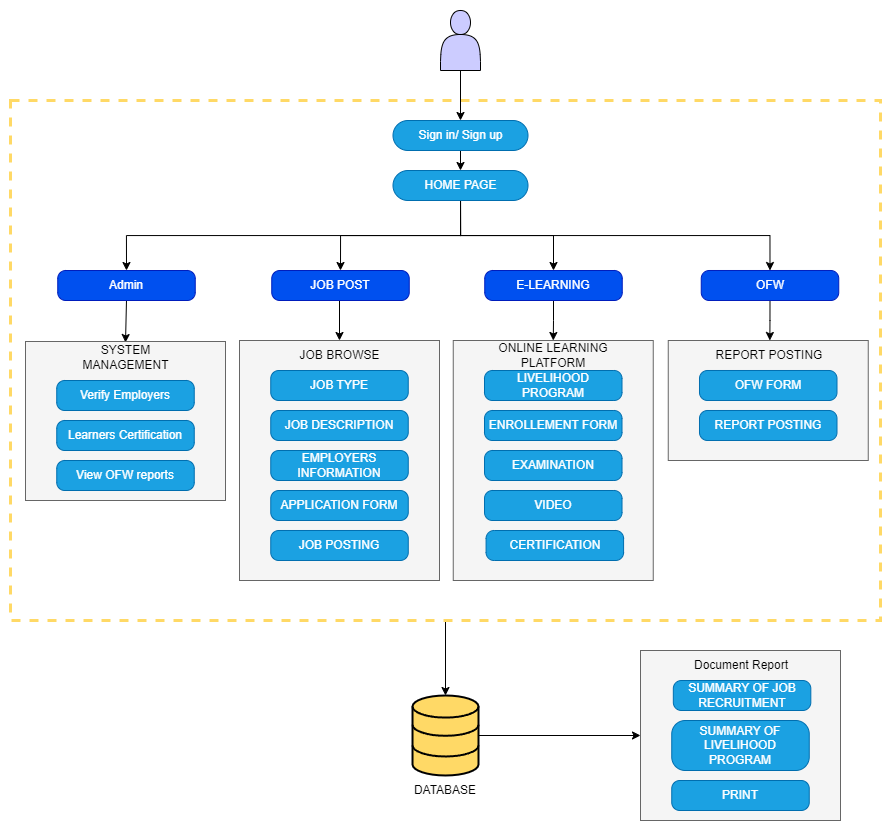 Sign in/ Sign up
HOME PAGE
Admin
JOB POST
E-LEARNING
OFW
SYSTEM
MANAGEMENT
Verify Employers
Learners Certification
View OFW reports
JOB BROWSE
JOB TYPE
JOB DESCRIPTION
EMPLOYERS
INFORMATION
APPLICATION FORM
JOB POSTING
ONLINE LEARNING
PLATFORM
LIVELIHOOD
PROGRAM
ENROLLEMENT FORM
EXAMINATION
VIDEO
CERTIFICATION
REPORT POSTING
OFW FORM
REPORT POSTING
DATABASE
Document Report
SUMMARY OF JOB
RECRUITMENT
SUMMARY OF
LIVELIHOOD
PROGRAM
PRINT